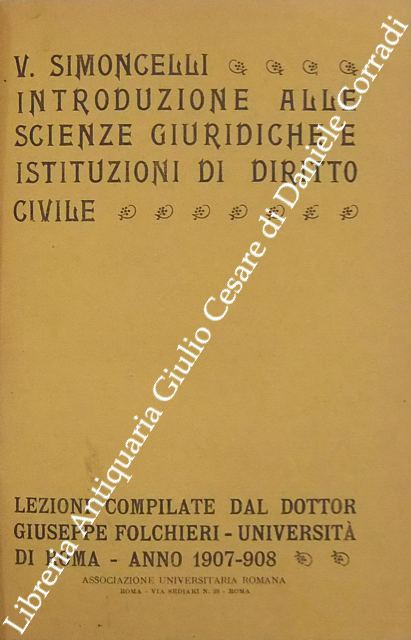 V. SIMONCELLI
INTRODUZIONE ALLE
SCIENZE GIURIDICHE E
ISTITUZIONI DI DIRITTO
CIVILE
LEZIONI COMPILATE DAL DOTTOR
GIUSEPPE FOLCHIERI - UNIVERSITÀ
DI ROMA - ANNO 1907-908
ASSOCIAZIONE UNIVERSITARIA ROMANA
ROMA - VIA SEDIARI N. - ROMA
Libreria Antiquaria Giulio Cesare di Daniele Corradi